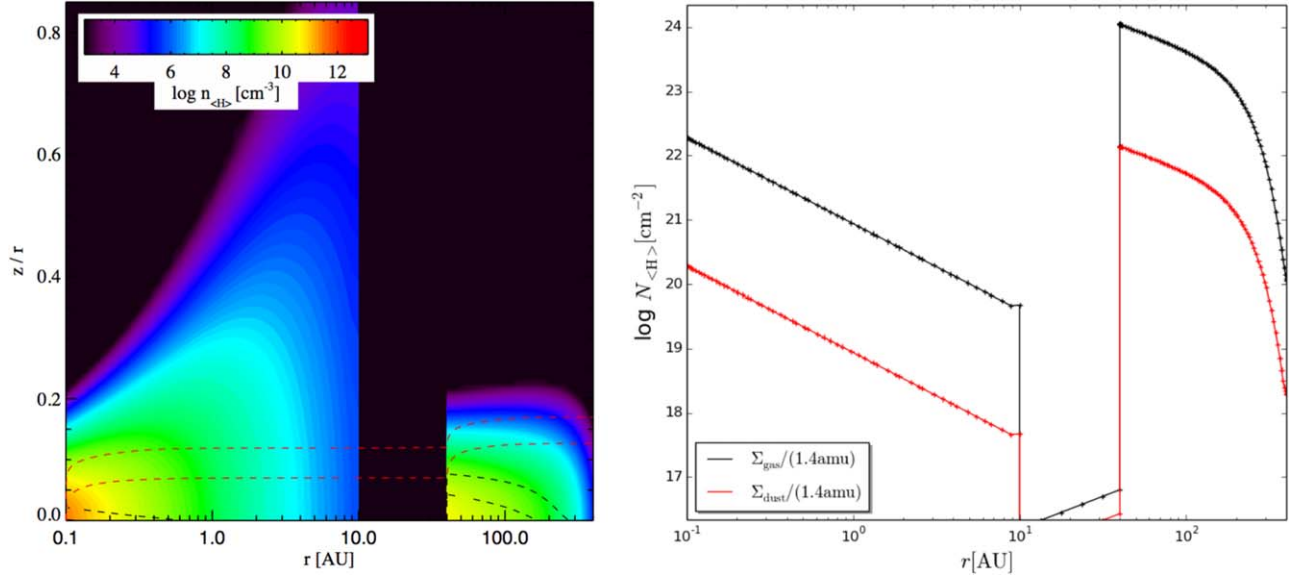 4 6 8 10 12
log n<H> [cm-3]
z / r
0.8
0.6
0.4
0.2
0.0
0.1 1.0 10.0 100.0
r [AU]
log N<H>[cm−2]
24
23
22
21
20
19
18
17
16
Σgas/(1.4amu)
Σdust/(1.4amu)
10-1 100 101 102
r[AU]